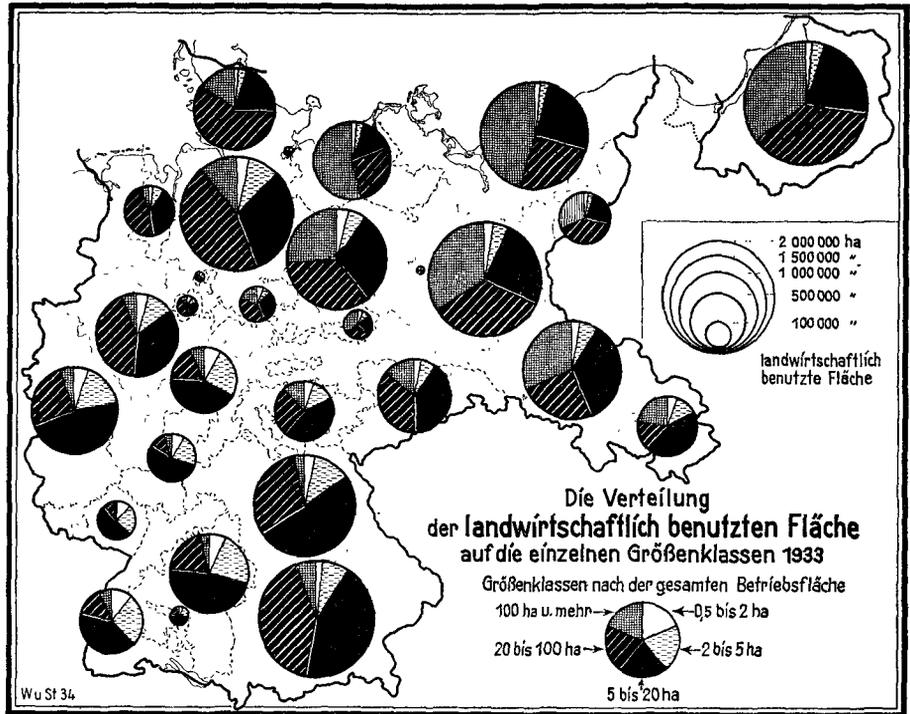 2 000 000 ha
1 500 000 "
1 000 000 "
500 000 "
100 000 "
landwirtschaftlich
benutzte Fläche
Die Verteilung
der landwirtschaftlich benutzten Fläche
auf die einzelnen Größenklassen 1933
Größenklassen nach der gesamten Betriebsfläche
100 ha u. mehr
0,5 bis 2 ha
20 bis 100 ha
2 bis 5 ha
5 bis 20 ha
W u St 34